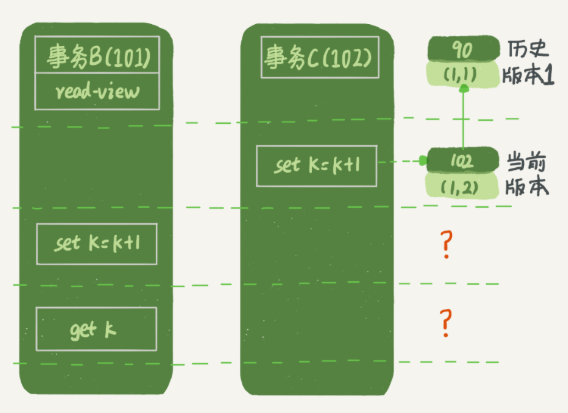 事务B(101)
read-view
事务C(102)
90
(1,1)
历史
版本1
set k=k+1
102
(1,2)
当前
版本
set k=k+1
?
get k
?